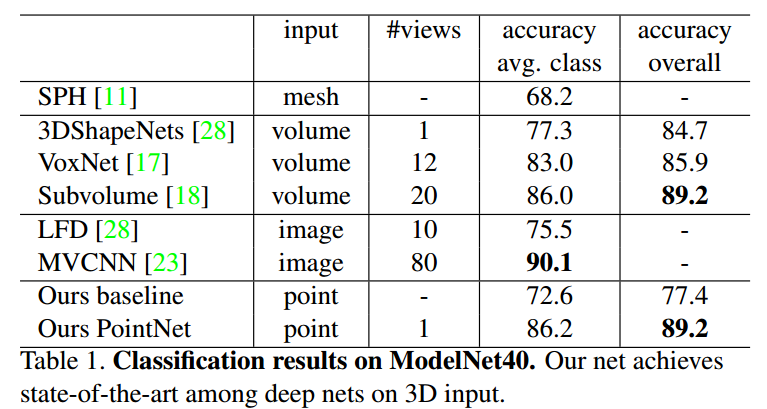 input #views accuracy accuracy
avg. class overall
SPH [11] mesh - 68.2 -
3DShapeNets [28] volume 1 77.3 84.7
VoxNet [17] volume 12 83.0 85.9
Subvolume [18] volume 20 86.0 89.2
LFD [28] image 10 75.5 -
MVCNN [23] image 80 90.1 -
Ours baseline point - 72.6 77.4
Ours PointNet point 1 86.2 89.2
Table 1. Classification results on ModelNet40. Our net achieves
state-of-the-art among deep nets on 3D input.